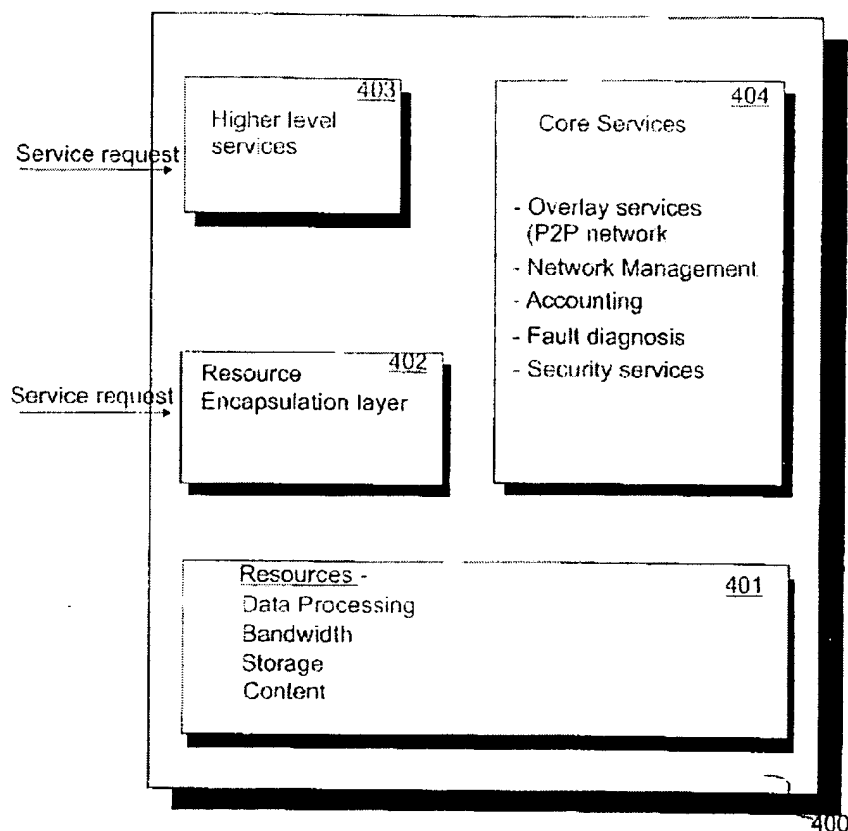 403
Higher level
services
Service request
404
Core Services
- Overlay services
(P2P network
- Network Management
- Accounting
- Fault diagnosis
- Security services
402
Resource
Encapsulation layer
Service request
401
Resources -
Data Processing
Bandwidth
Storage
Content
400